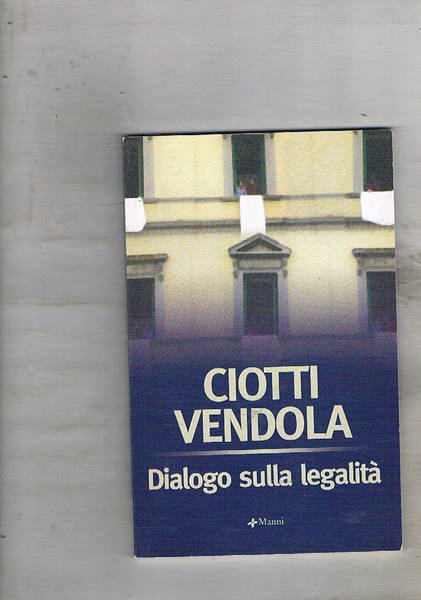 CIOTTI
VENDOLA
Dialogo sulla legalità
Manni